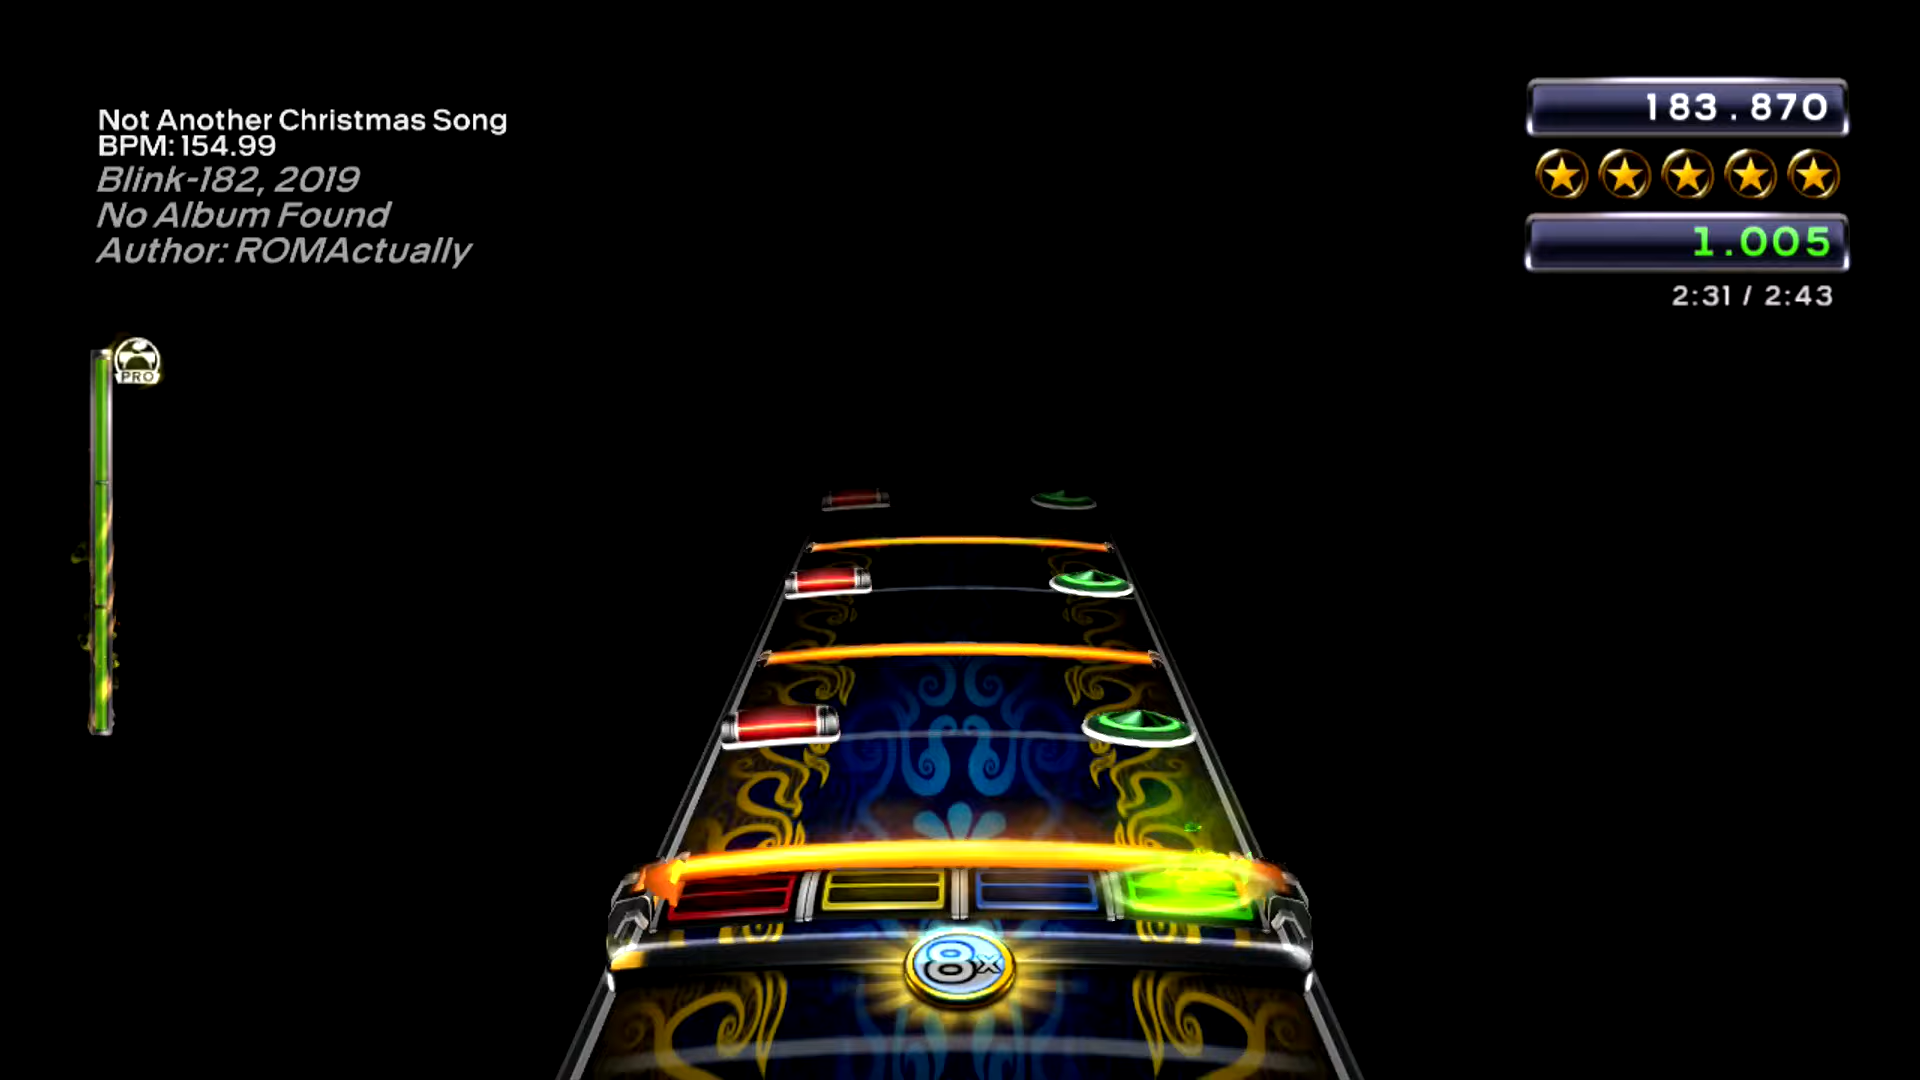 Not Another Christmas Song
BPM: 154.99
Blink-182, 2019
No Album Found
Author: ROMActually
183.870
1.005
2:31 / 2:43
PRO
8x